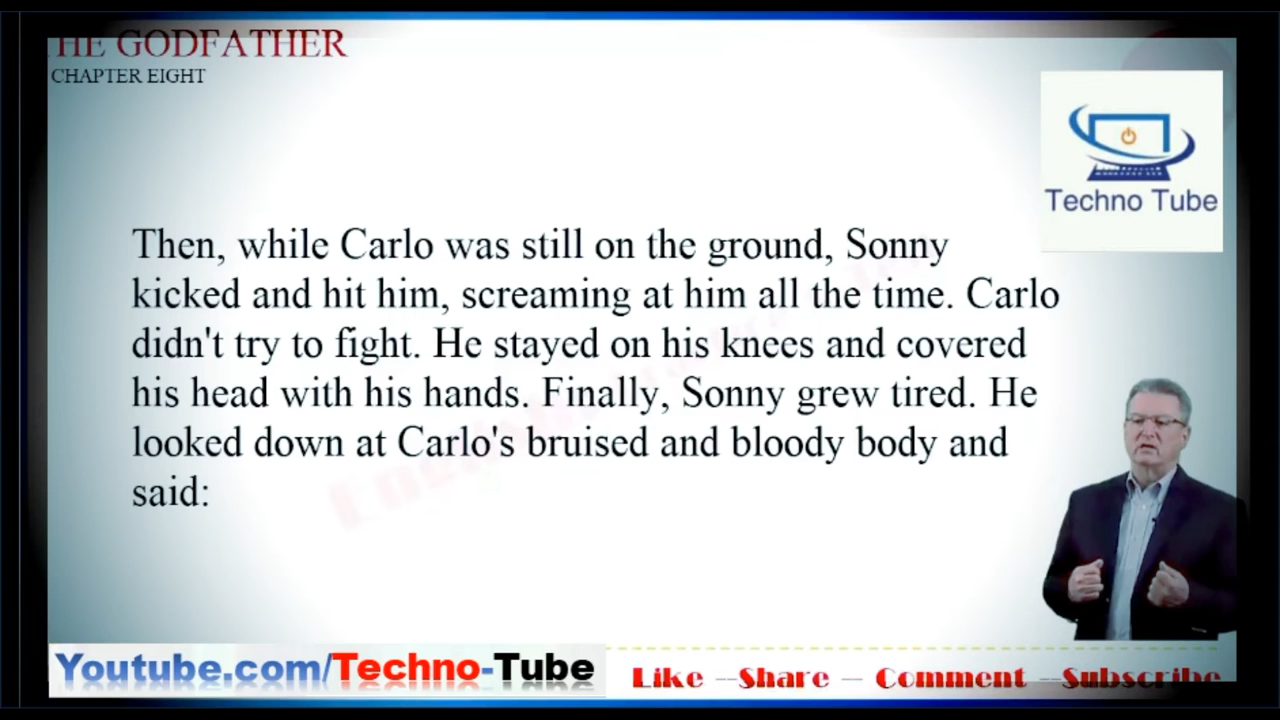 THE GODFATHER
CHAPTER EIGHT
Techno Tube
Then, while Carlo was still on the ground, Sonny
kicked and hit him, screaming at him all the time. Carlo
didn't try to fight. He stayed on his knees and covered
his head with his hands. Finally, Sonny grew tired. He
looked down at Carlo's bruised and bloody body and
said:
Youtube.com/Techno-Tube
Like --Share -- Comment --Subscribe